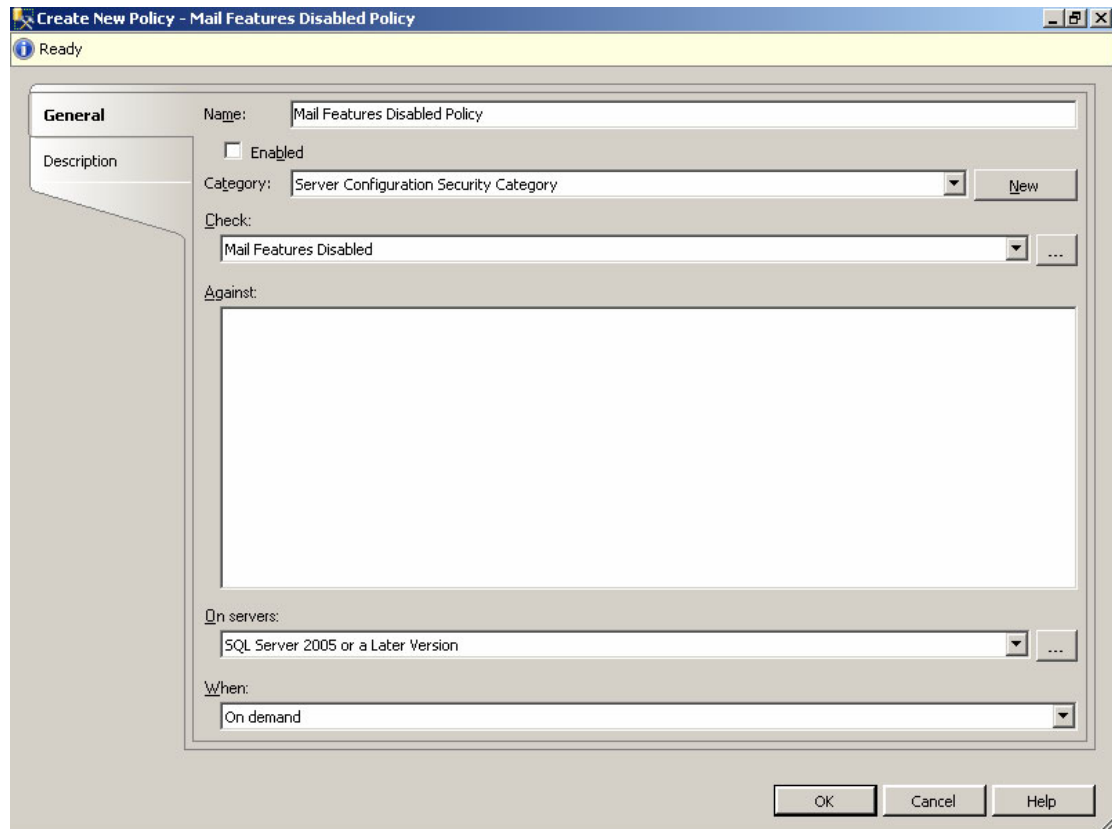 Create New Policy - Mail Features Disabled Policy
Ready
General
Description
Name:
Mail Features Disabled Policy
Enabled
Category:
Server Configuration Security Category
New
Check:
Mail Features Disabled
...
Against:
On servers:
SQL Server 2005 or a Later Version
...
When:
On demand
OK
Cancel
Help